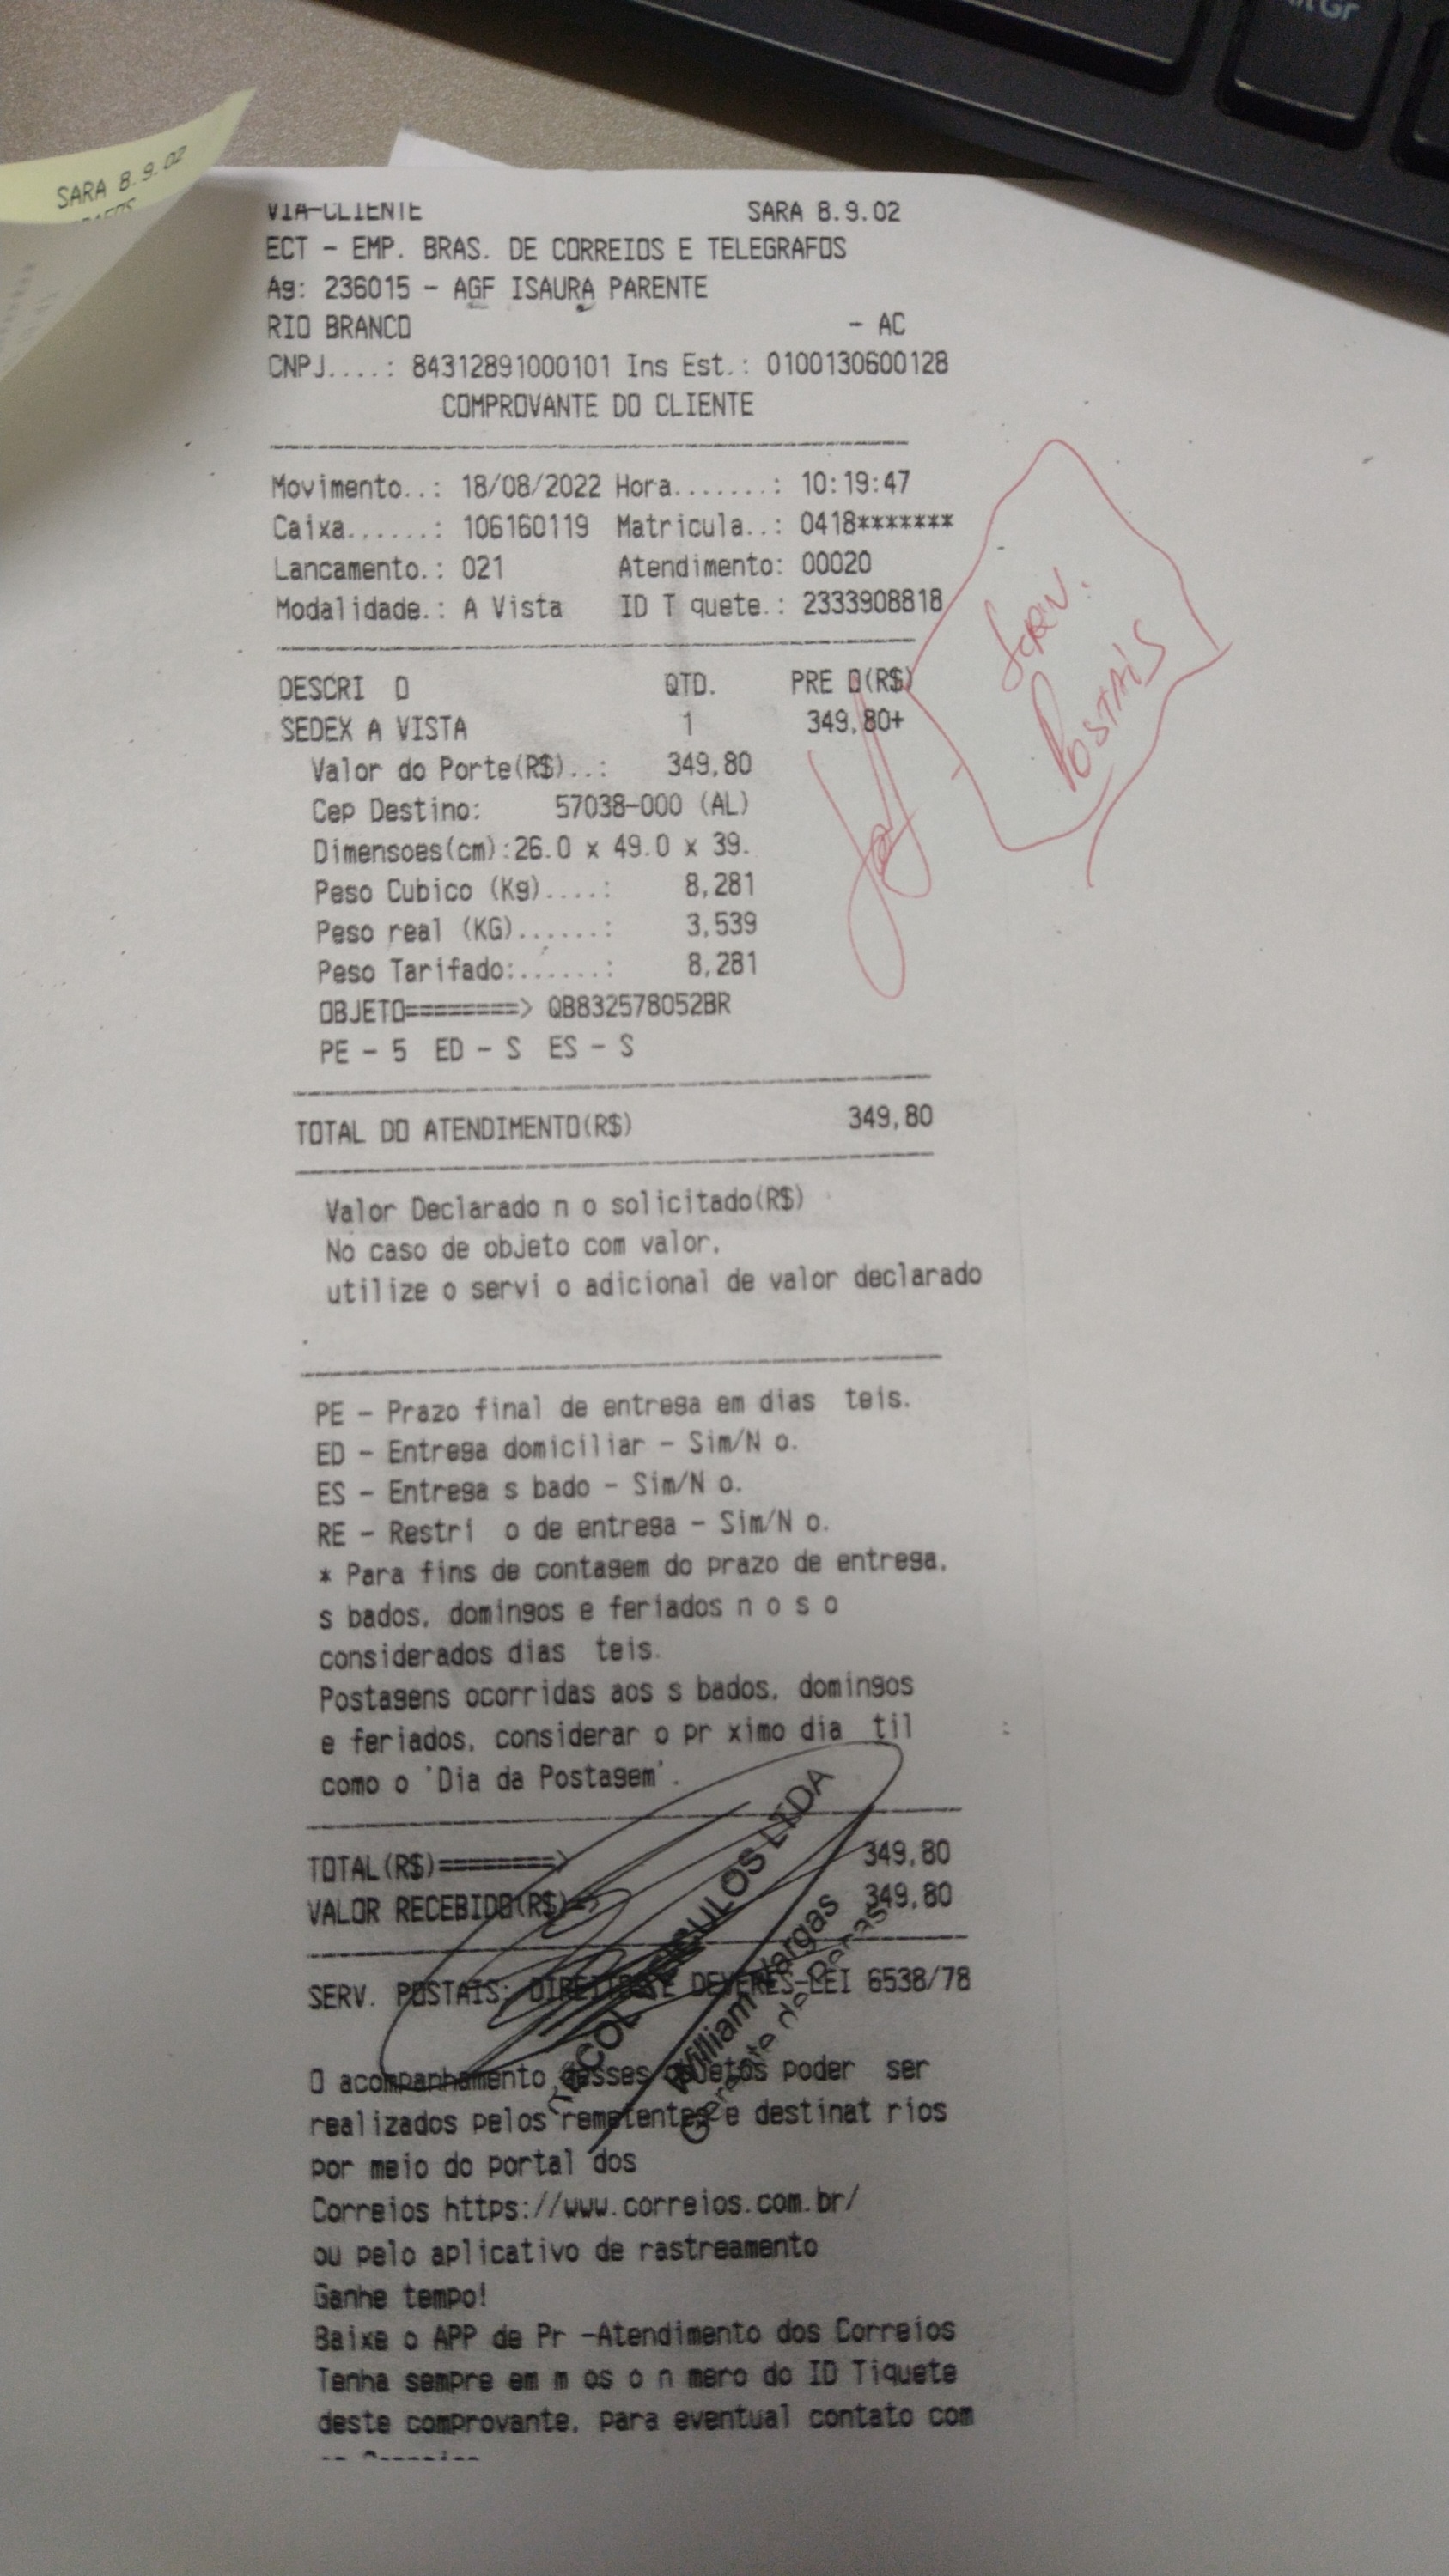 AltGr
SARA 8.9.02
VIA-CLIENTE SARA 8.9.02
ECT - EMP. BRAS. DE CORREIOS E TELEGRAFOS
Ag: 236015 - AGF ISAURA PARENTE
RIO BRANCO - AC
CNPJ....: 84312891000101 Ins Est.: 0100130600128
COMPROVANTE DO CLIENTE
Movimento..: 18/08/2022 Hora.......: 10:19:47
Caixa......: 106160119 Matricula..: 0418*******
Lancamento.: 021 Atendimento: 00020
Modalidade.: A Vista ID T quete.: 2333908818
DESCRI O QTD. PRE O(R$)
SEDEX A VISTA 1 349,80+
Valor do Porte(R$)..: 349,80
Cep Destino: 57038-000 (AL)
Dimensoes(cm):26.0 x 49.0 x 39.
Peso Cubico (Kg)....: 8,281
Peso real (KG)......: 3,539
Peso Tarifado:......: 8,281
OBJETO========> QB832578052BR
PE - 5 ED - S ES - S
Serv.
Postais
TOTAL DO ATENDIMENTO(R$) 349,80
Valor Declarado n o solicitado(R$)
No caso de objeto com valor,
utilize o servi o adicional de valor declarado
PE - Prazo final de entrega em dias teis.
ED - Entrega domiciliar - Sim/N o.
ES - Entrega s bado - Sim/N o.
RE - Restri o de entrega - Sim/N o.
* Para fins de contagem do prazo de entrega,
s bados, domingos e feriados n o s o
considerados dias teis.
Postagens ocorridas aos s bados, domingos
e feriados, considerar o pr ximo dia til
como o 'Dia da Postagem'.
TOTAL(R$)========> 349,80
VALOR RECEBIDO(R$)=> 349,80
SERV. POSTAIS: DIREITOS E DEVERES-LEI 6538/78
LTDA
William Vargas
Gerente de
O acompanhamento desses objetos poder ser
realizados pelos remetentes e destinat rios
por meio do portal dos
Correios https://www.correios.com.br/
ou pelo aplicativo de rastreamento
Ganhe tempo!
Baixe o APP de Pr -Atendimento dos Correios
Tenha sempre em m os o n mero do ID Tiquete
deste comprovante, para eventual contato com